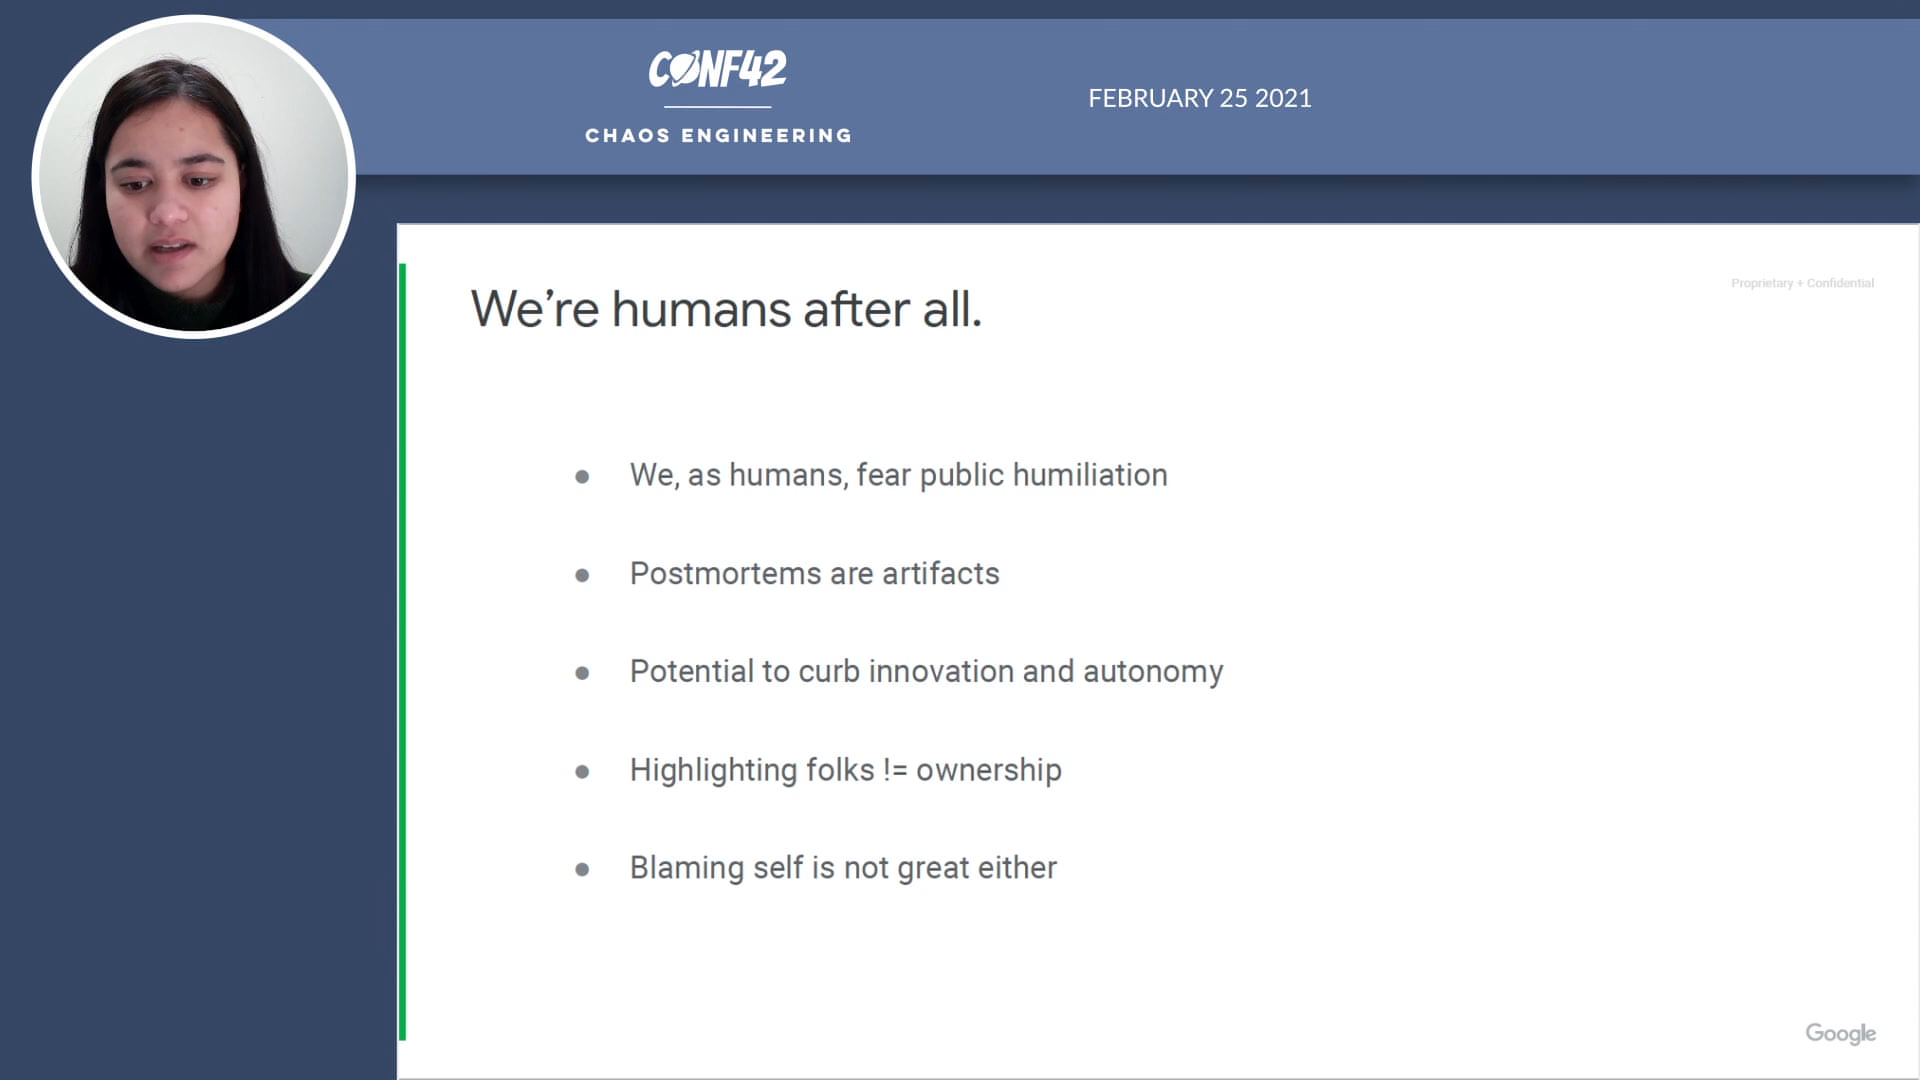 CONF42
CHAOS ENGINEERING
FEBRUARY 25 2021
Proprietary + Confidential
We’re humans after all.
● We, as humans, fear public humiliation
● Postmortems are artifacts
● Potential to curb innovation and autonomy
● Highlighting folks != ownership
● Blaming self is not great either
Google